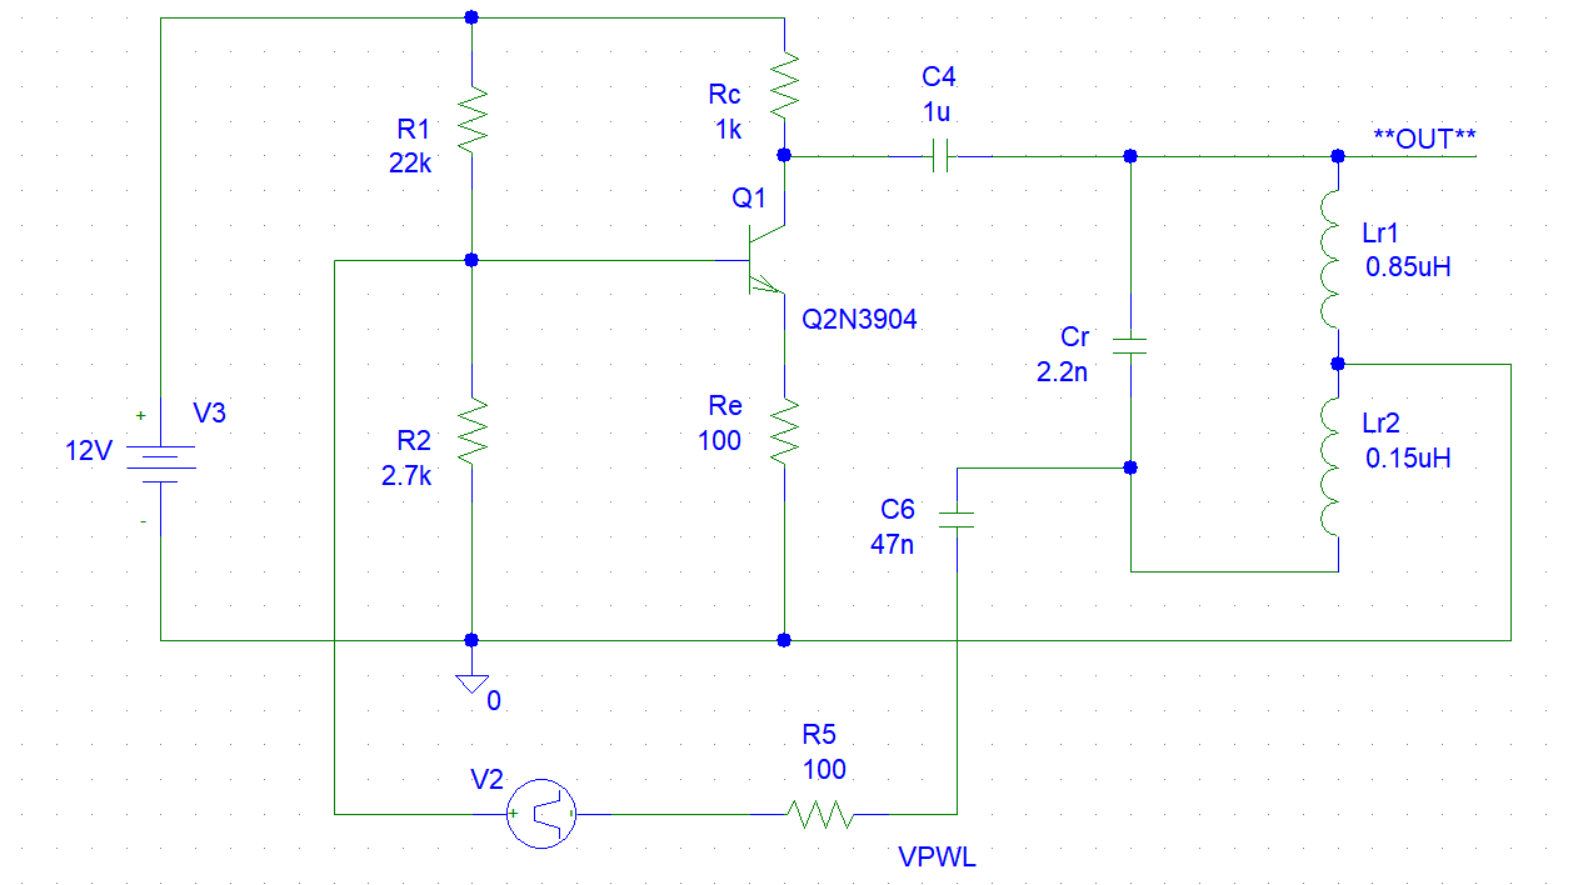 C4
1u
Rc
1k
R1
22k
**OUT**
Q1
Lr1
0.85uH
Q2N3904
Cr
2.2n
+
V3
12V
-
Re
100
R2
2.7k
Lr2
0.15uH
C6
47n
0
R5
100
V2
+
-
VPWL